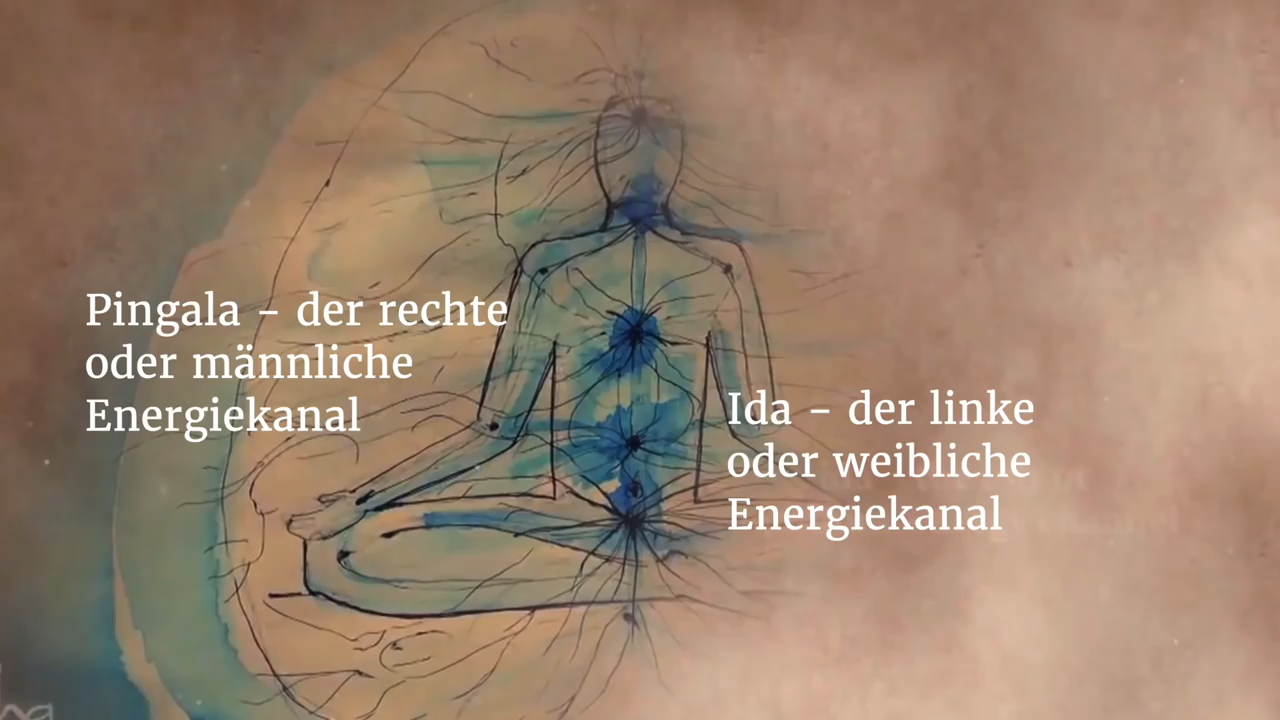 Pingala – der rechte
oder männliche
Energiekanal
Ida – der linke
oder weibliche
Energiekanal